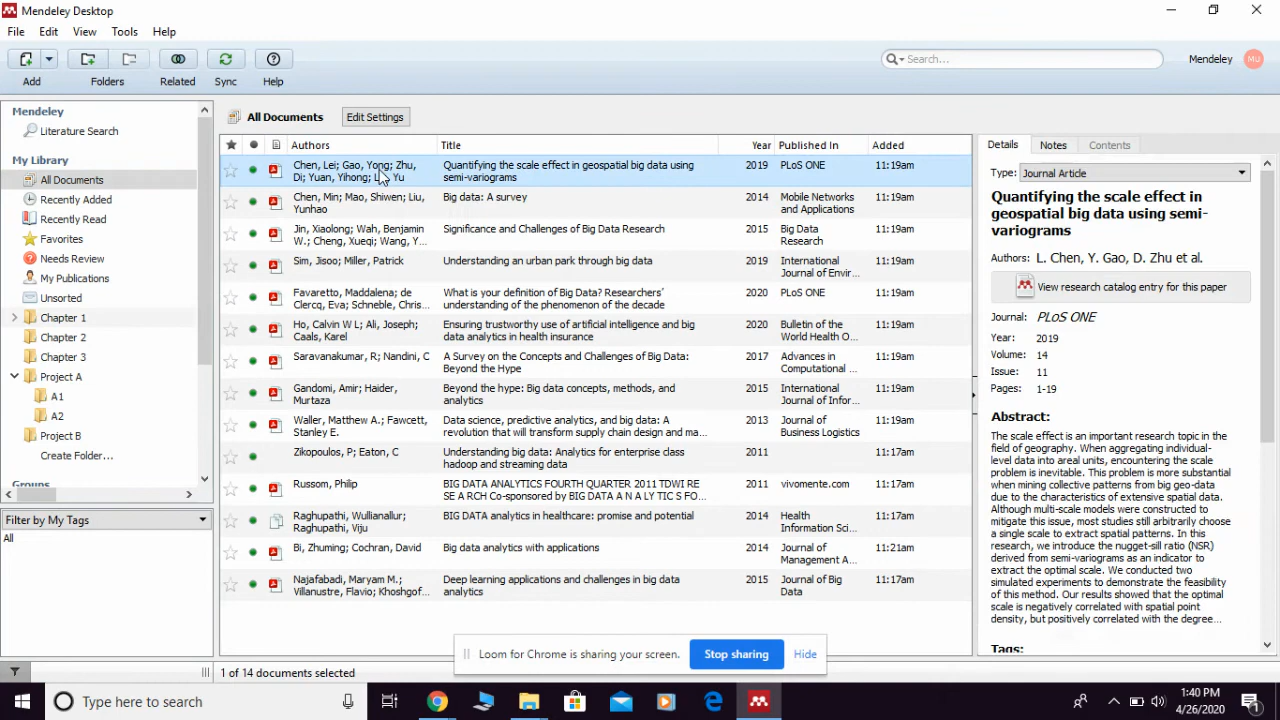 Mendeley Desktop
File Edit View Tools Help
Search...
Mendeley MU
Add Folders Related Sync Help
Mendeley
Literature Search
My Library
All Documents
Recently Added
Recently Read
Favorites
Needs Review
My Publications
Unsorted
Chapter 1
Chapter 2
Chapter 3
Project A
A1
A2
Project B
Create Folder...
Filter by My Tags
All
All Documents Edit Settings
Authors Title Year Published In Added
Chen, Lei; Gao, Yong; Zhu, Quantifying the scale effect in geospatial big data using 2019 PLoS ONE 11:19am
Di; Yuan, Yihong; Yu semi-variograms
Chen, Min; Mao, Shiwen; Liu, Big data: A survey 2014 Mobile Networks 11:19am
Yunhao and Applications
Jin, Xiaolong; Wah, Benjamin Significance and Challenges of Big Data Research 2015 Big Data 11:19am
W.; Cheng, Xueqi; Wang, Y... Research
Sim, Jisoo; Miller, Patrick Understanding an urban park through big data 2019 International 11:19am
Journal of Envir...
Favaretto, Maddalena; de What is your definition of Big Data? Researchers' 2020 PLoS ONE 11:19am
Clercq, Eva; Schneble, Chris... understanding of the phenomenon of the decade
Ho, Calvin W L; Ali, Joseph; Ensuring trustworthy use of artificial intelligence and big 2020 Bulletin of the 11:19am
Caals, Karel data analytics in health insurance World Health O...
Saravanakumar, R; Nandini, C A Survey on the Concepts and Challenges of Big Data: 2017 Advances in 11:19am
Beyond the Hype Computational ...
Gandomi, Amir; Haider, Beyond the hype: Big data concepts, methods, and 2015 International 11:19am
Murtaza analytics Journal of Infor...
Waller, Matthew A.; Fawcett, Data science, predictive analytics, and big data: A 2013 Journal of 11:19am
Stanley E. revolution that will transform supply chain design and ma... Business Logistics
Zikopoulos, P; Eaton, C Understanding big data: Analytics for enterprise class 2011 11:17am
hadoop and streaming data
Russom, Philip BIG DATA ANALYTICS FOURTH QUARTER 2011 TDWI RE 2011 vivomente.com 11:17am
SE A RCH Co-sponsored by BIG DATA A N A LY TIC S FO...
Raghupathi, Wullianallur; BIG DATA analytics in healthcare: promise and potential 2014 Health 11:17am
Raghupathi, Viju Information Sci...
Bi, Zhuming; Cochran, David Big data analytics with applications 2014 Journal of 11:21am
Management A...
Najafabadi, Maryam M.; Deep learning applications and challenges in big data 2015 Journal of Big 11:17am
Villanustre, Flavio; Khoshgof... analytics Data
Details Notes Contents
Type: Journal Article
Quantifying the scale effect in
geospatial big data using semi-
variograms
Authors: L. Chen, Y. Gao, D. Zhu et al.
View research catalog entry for this paper
Journal: PLoS ONE
Year: 2019
Volume: 14
Issue: 11
Pages: 1-19
Abstract:
The scale effect is an important research topic in the
field of geography. When aggregating individual-
level data into areal units, encountering the scale
problem is inevitable. This problem is more substantial
when mining collective patterns from big geo-data
due to the characteristics of extensive spatial data.
Although multi-scale models were constructed to
mitigate this issue, most studies still arbitrarily choose
a single scale to extract spatial patterns. In this
research, we introduce the nugget-sill ratio (NSR)
derived from semi-variograms as an indicator to
extract the optimal scale. We conducted two
simulated experiments to demonstrate the feasibility
of this method. Our results showed that the optimal
scale is negatively correlated with spatial point
density, but positively correlated with the degree...
Tags:
Loom for Chrome is sharing your screen. Stop sharing Hide
1 of 14 documents selected
Type here to search
1:40 PM
4/26/2020
1